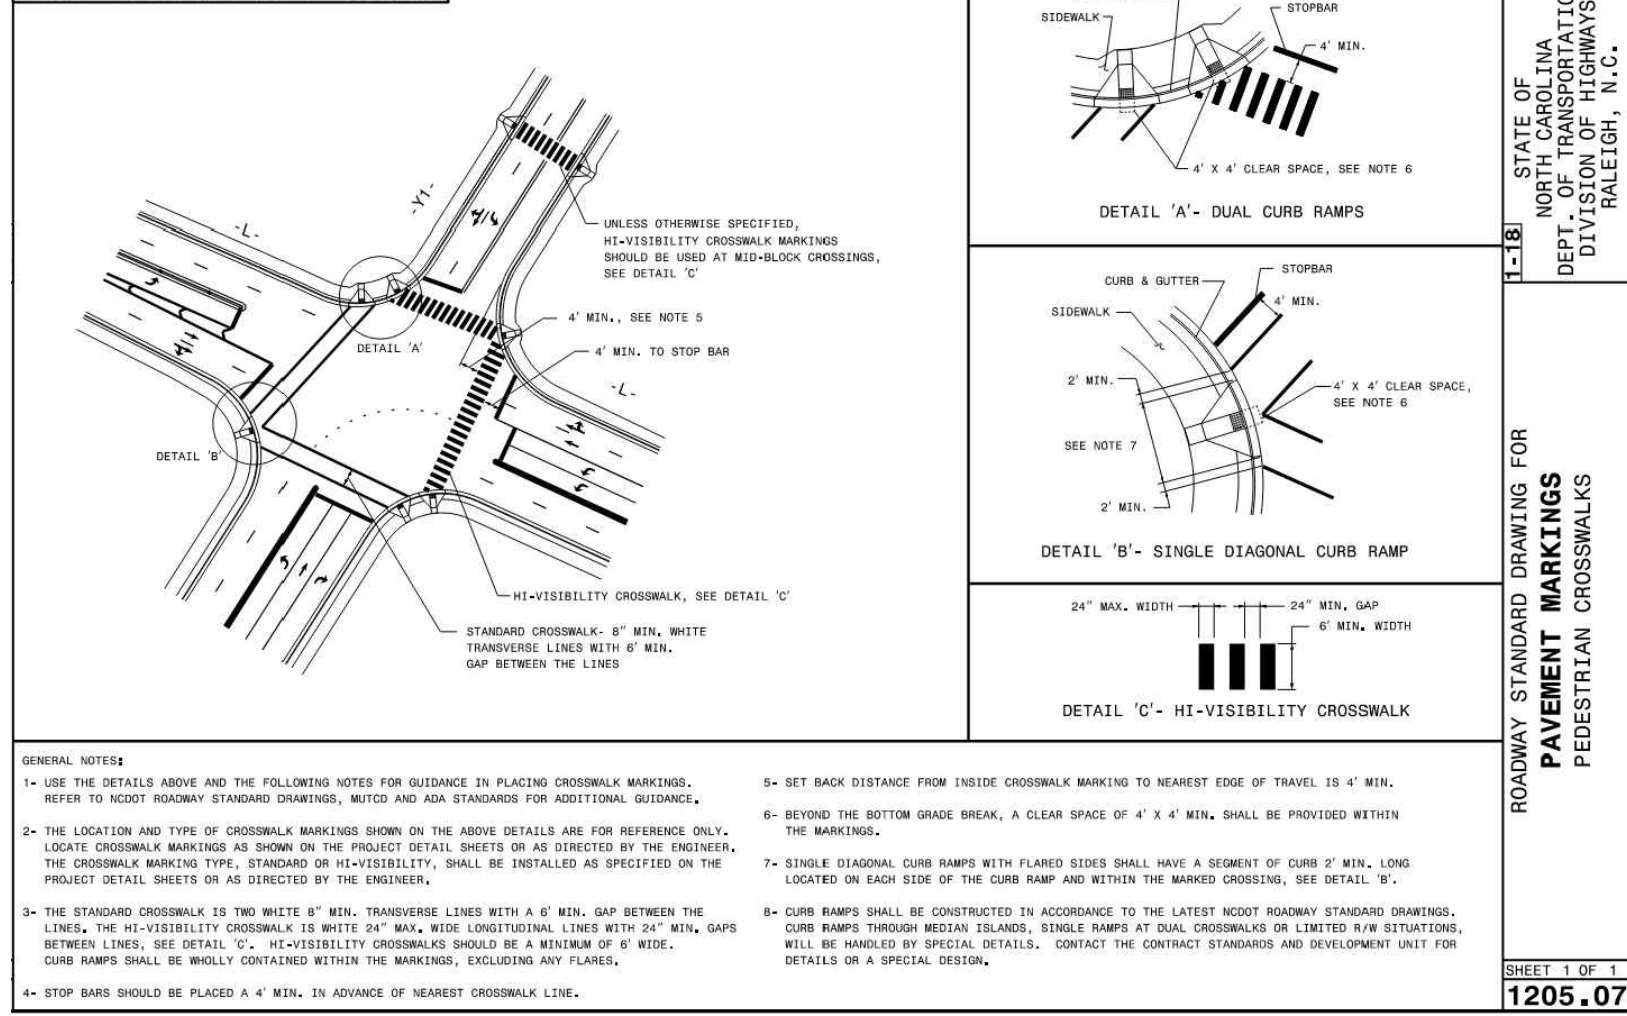 -L-
-Y1-
UNLESS OTHERWISE SPECIFIED,
HI-VISIBILITY CROSSWALK MARKINGS
SHOULD BE USED AT MID-BLOCK CROSSINGS,
SEE DETAIL 'C'
4' MIN., SEE NOTE 5
4' MIN. TO STOP BAR
DETAIL 'A'
-L-
DETAIL 'B'
HI-VISIBILITY CROSSWALK, SEE DETAIL 'C'
STANDARD CROSSWALK- 8" MIN. WHITE
TRANSVERSE LINES WITH 6' MIN.
GAP BETWEEN THE LINES
SIDEWALK
STOPBAR
4' MIN.
4' X 4' CLEAR SPACE, SEE NOTE 6
DETAIL 'A'- DUAL CURB RAMPS
STOPBAR
CURB & GUTTER
4' MIN.
SIDEWALK
2' MIN.
4' X 4' CLEAR SPACE,
SEE NOTE 6
SEE NOTE 7
2' MIN.
DETAIL 'B'- SINGLE DIAGONAL CURB RAMP
24" MAX. WIDTH
24" MIN. GAP
6' MIN. WIDTH
DETAIL 'C'- HI-VISIBILITY CROSSWALK
GENERAL NOTES:
1- USE THE DETAILS ABOVE AND THE FOLLOWING NOTES FOR GUIDANCE IN PLACING CROSSWALK MARKINGS.
REFER TO NCDOT ROADWAY STANDARD DRAWINGS, MUTCD AND ADA STANDARDS FOR ADDITIONAL GUIDANCE.
2- THE LOCATION AND TYPE OF CROSSWALK MARKINGS SHOWN ON THE ABOVE DETAILS ARE FOR REFERENCE ONLY.
LOCATE CROSSWALK MARKINGS AS SHOWN ON THE PROJECT DETAIL SHEETS OR AS DIRECTED BY THE ENGINEER.
THE CROSSWALK MARKING TYPE, STANDARD OR HI-VISIBILITY, SHALL BE INSTALLED AS SPECIFIED ON THE
PROJECT DETAIL SHEETS OR AS DIRECTED BY THE ENGINEER.
3- THE STANDARD CROSSWALK IS TWO WHITE 8" MIN. TRANSVERSE LINES WITH A 6' MIN. GAP BETWEEN THE
LINES. THE HI-VISIBILITY CROSSWALK IS WHITE 24" MAX. WIDE LONGITUDINAL LINES WITH 24" MIN. GAPS
BETWEEN LINES, SEE DETAIL 'C'. HI-VISIBILITY CROSSWALKS SHOULD BE A MINIMUM OF 6' WIDE.
CURB RAMPS SHALL BE WHOLLY CONTAINED WITHIN THE MARKINGS, EXCLUDING ANY FLARES.
4- STOP BARS SHOULD BE PLACED A 4' MIN. IN ADVANCE OF NEAREST CROSSWALK LINE.
5- SET BACK DISTANCE FROM INSIDE CROSSWALK MARKING TO NEAREST EDGE OF TRAVEL IS 4' MIN.
6- BEYOND THE BOTTOM GRADE BREAK, A CLEAR SPACE OF 4' X 4' MIN. SHALL BE PROVIDED WITHIN
THE MARKINGS.
7- SINGLE DIAGONAL CURB RAMPS WITH FLARED SIDES SHALL HAVE A SEGMENT OF CURB 2' MIN. LONG
LOCATED ON EACH SIDE OF THE CURB RAMP AND WITHIN THE MARKED CROSSING, SEE DETAIL 'B'.
8- CURB RAMPS SHALL BE CONSTRUCTED IN ACCORDANCE TO THE LATEST NCDOT ROADWAY STANDARD DRAWINGS.
CURB RAMPS THROUGH MEDIAN ISLANDS, SINGLE RAMPS AT DUAL CROSSWALKS OR LIMITED R/W SITUATIONS,
WILL BE HANDLED BY SPECIAL DETAILS. CONTACT THE CONTRACT STANDARDS AND DEVELOPMENT UNIT FOR
DETAILS OR A SPECIAL DESIGN.
1-18
STATE OF
NORTH CAROLINA
DEPT. OF TRANSPORTATIO
DIVISION OF HIGHWAYS
RALEIGH, N.C.
ROADWAY STANDARD DRAWING FOR
PAVEMENT MARKINGS
PEDESTRIAN CROSSWALKS
SHEET 1 OF 1
1205.07